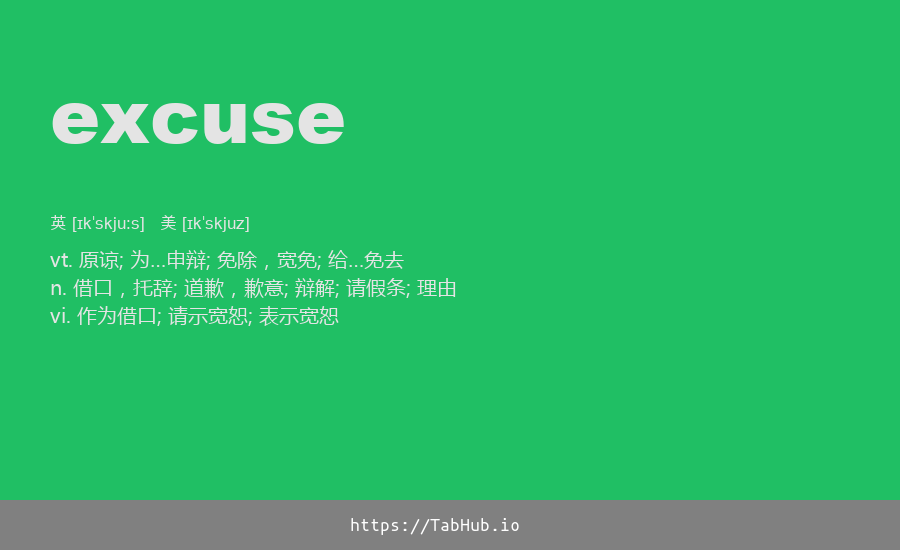 excuse
英 [ɪkˈskjuːs] 美 [ɪkˈskjuz]
vt. 原谅; 为…申辩; 免除，宽免; 给…免去
n. 借口，托辞; 道歉，歉意; 辩解; 请假条; 理由
vi. 作为借口; 请示宽恕; 表示宽恕
https://TabHub.io